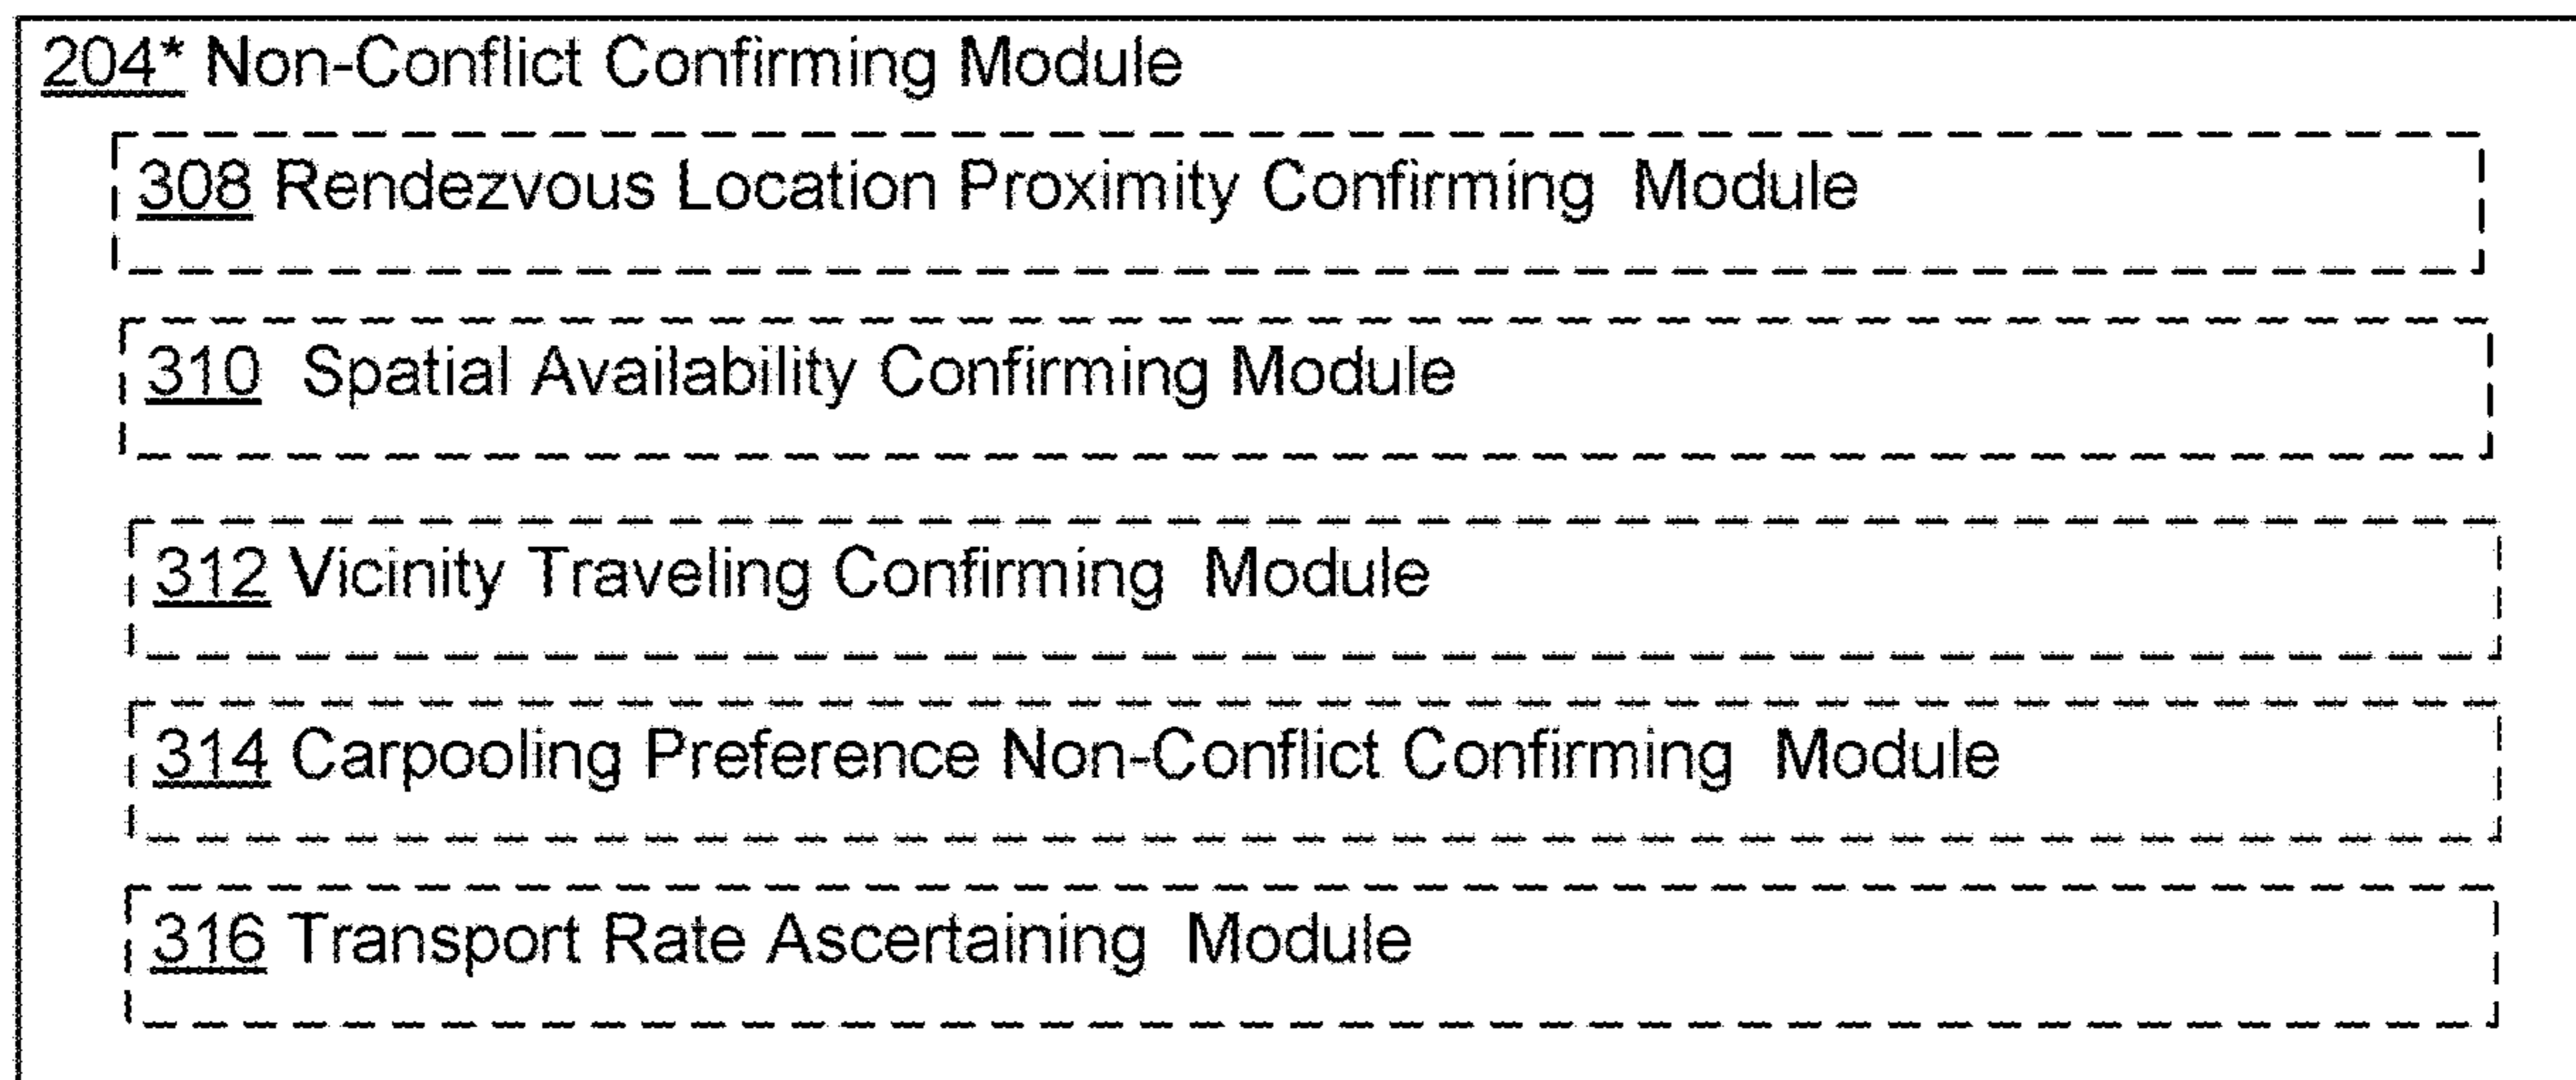 204* Non-Conflict Confirming Module
308 Rendezvous Location Proximity Confirming Module
310 Spatial Availability Confirming Module
312 Vicinity Traveling Confirming Module
314 Carpooling Preference Non-Conflict Confirming Module
316 Transport Rate Ascertaining Module